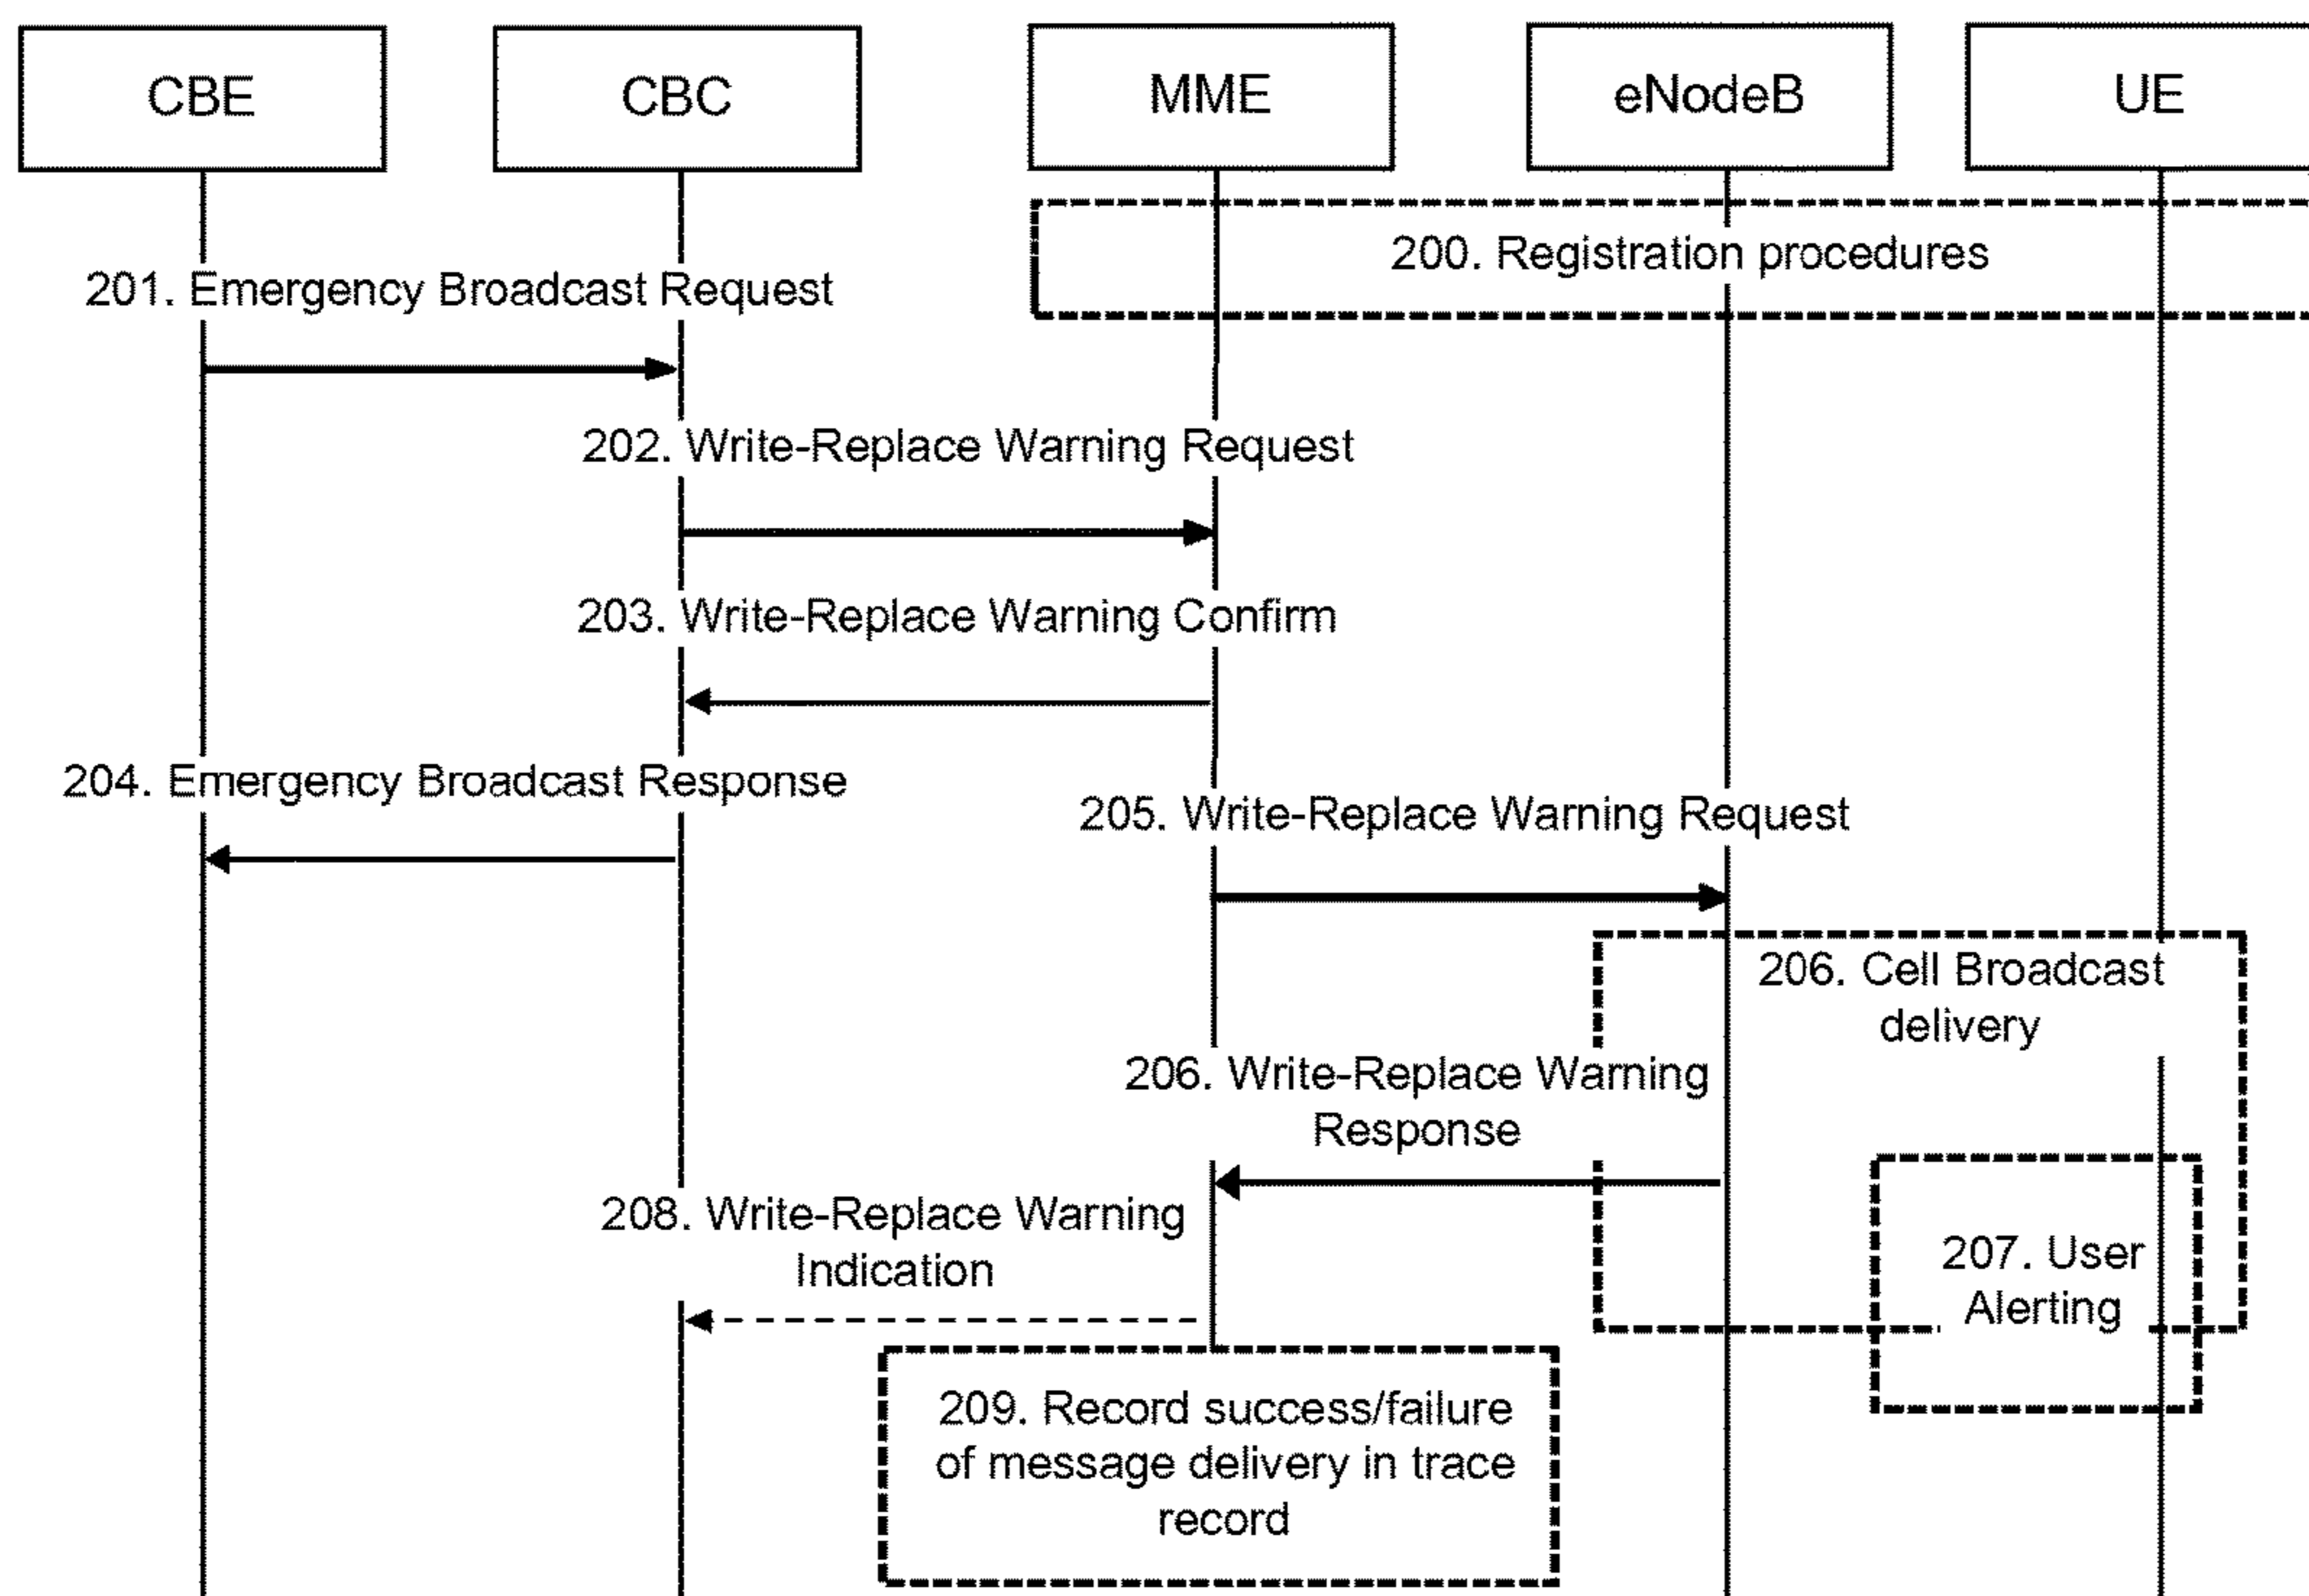 CBE
CBC
MME
eNodeB
UE
200. Registration procedures
201. Emergency Broadcast Request
202. Write-Replace Warning Request
203. Write-Replace Warning Confirm
204. Emergency Broadcast Response
205. Write-Replace Warning Request
206. Cell Broadcast
delivery
206. Write-Replace Warning
Response
208. Write-Replace Warning
Indication
207. User
Alerting
209. Record success/failure
of message delivery in trace
record